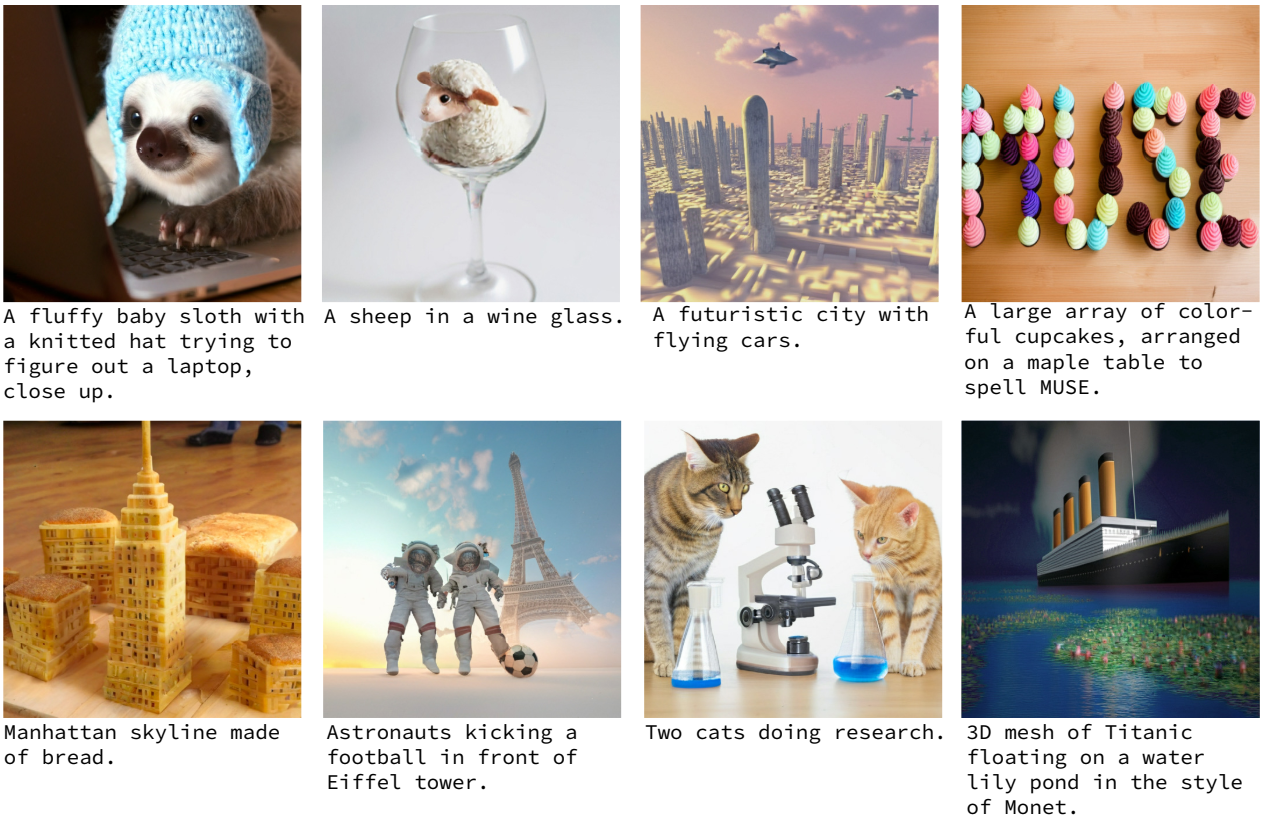 MUSE
A fluffy baby sloth with
a knitted hat trying to
figure out a laptop,
close up.
A sheep in a wine glass.
A futuristic city with
flying cars.
A large array of color-
ful cupcakes, arranged
on a maple table to
spell MUSE.
Manhattan skyline made
of bread.
Astronauts kicking a
football in front of
Eiffel tower.
Two cats doing research.
3D mesh of Titanic
floating on a water
lily pond in the style
of Monet.